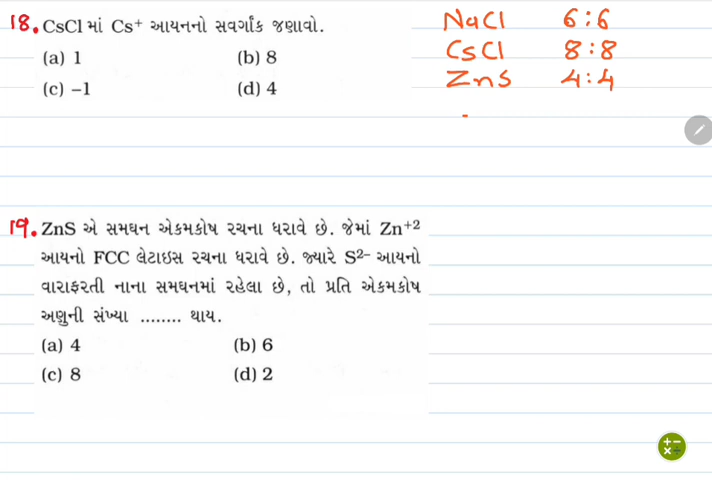 18. CsCl માં Cs⁺ આયનનો સવર્ગાંક જણાવો.
(a) 1 (b) 8
(c) –1 (d) 4
NaCl 6:6
CsCl 8:8
ZnS 4:4
19. ZnS એ સમઘન એકમકોષ રચના ધરાવે છે. જેમાં Zn⁺²
આયનો FCC લેટાઇસ રચના ધરાવે છે. જ્યારે S²⁻ આયનો
વારાફરતી નાના સમઘનમાં રહેલા છે, તો પ્રતિ એકમકોષ
અણુની સંખ્યા ........ થાય.
(a) 4 (b) 6
(c) 8 (d) 2